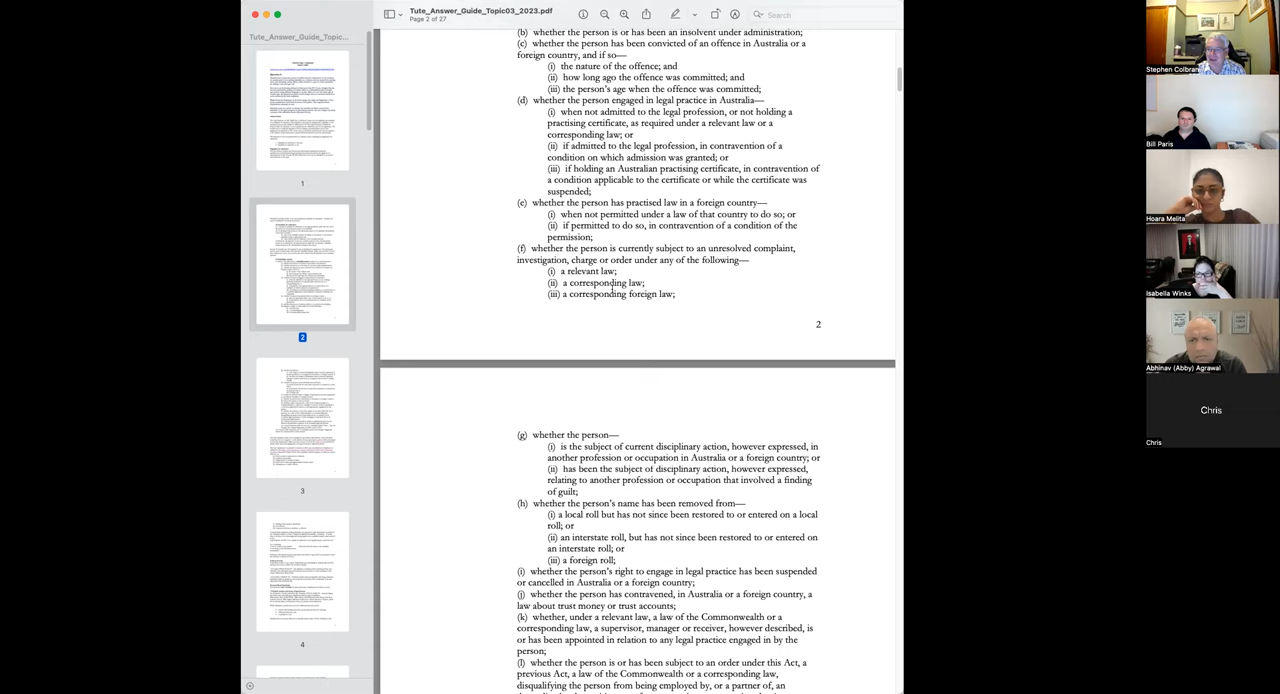 Tute_Answer_Guide_Topic03_2023.pdf
Page 2 of 27
Search
Tute_Answer_Guide_Topic...
1
2
3
4
(b) whether the person is or has been an insolvent under administration;
(c) whether the person has been convicted of an offence in Australia or a
foreign country, and if so—
(i) the nature of the offence; and
(ii) how long ago the offence was committed; and
(iii) the person's age when the offence was committed;
(d) whether the person engaged in legal practice in Australia—
(i) when not admitted to the legal profession, or not holding a
practising certificate, as required under a relevant law or a
corresponding law; or
(ii) if admitted to the legal profession, in contravention of a
condition on which admission was granted; or
(iii) if holding an Australian practising certificate, in contravention of
a condition applicable to the certificate or while the certificate was
suspended;
(e) whether the person has practised law in a foreign country—
(i) when not permitted under a law of that country to do so; or
(ii) if permitted to do so, in contravention of a condition of the
permission;
(f) whether the person is currently subject to an unresolved complaint,
investigation, charge or order under any of the following—
(i) a relevant law;
(ii) a corresponding law;
(iii) a corresponding foreign law;
2
(g) whether the person—
(i) is the subject of current disciplinary action, however expressed, in
another profession or occupation in Australia or a foreign country; or
(ii) has been the subject of disciplinary action, however expressed,
relating to another profession or occupation that involved a finding
of guilt;
(h) whether the person's name has been removed from—
(i) a local roll but has not since been restored to or entered on a local
roll; or
(ii) an interstate roll, but has not since been restored to or entered on
an interstate roll; or
(iii) a foreign roll;
(i) whether the person's right to engage in legal practice has been suspended
or cancelled in Australia or a foreign country;
(j) whether the person has contravened, in Australia or a foreign country, a
law about trust money or trust accounts;
(k) whether, under a relevant law, a law of the Commonwealth or a
corresponding law, a supervisor, manager or receiver, however described, is
or has been appointed in relation to any legal practice engaged in by the
person;
(l) whether the person is or has been subject to an order under this Act, a
previous Act, a law of the Commonwealth or a corresponding law,
disqualifying the person from being employed by, or a partner of, an
Stephen Colbran
Bill Paris
Hoara Melita
Isabella Winks
Abhinav (Abby) Agrawal
Chris
Chris